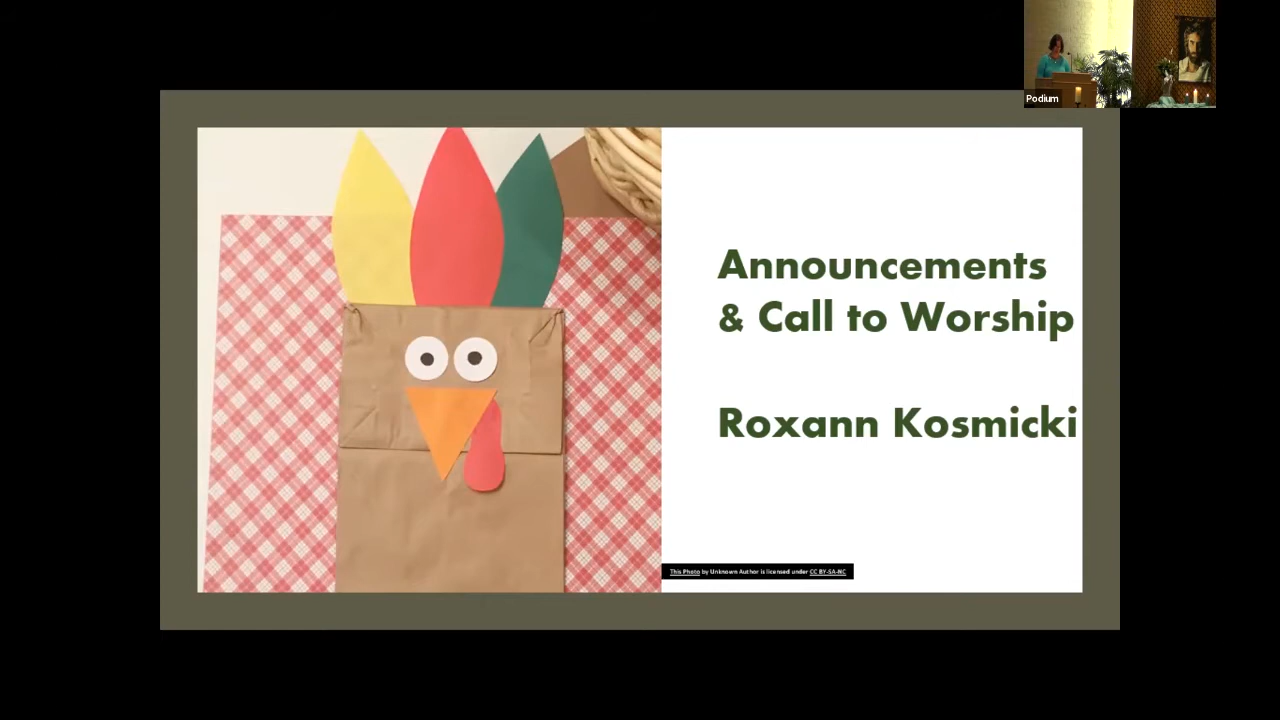 Podium
Announcements
& Call to Worship
Roxann Kosmicki
This Photo by Unknown Author is licensed under CC BY-SA-NC